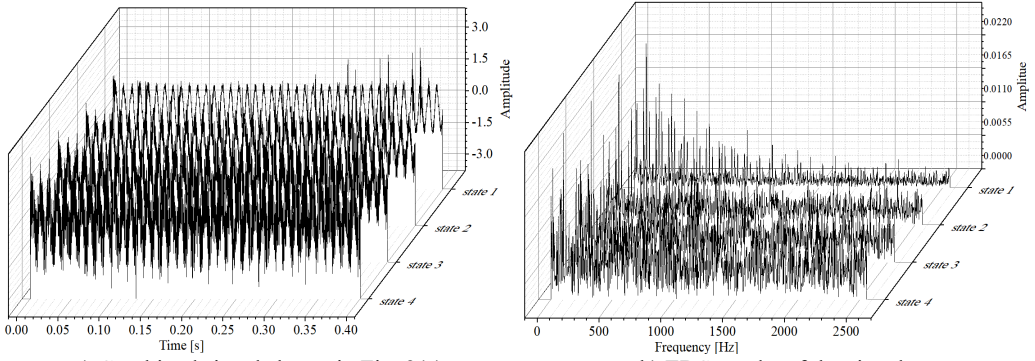 3.0
1.5
0.0
-1.5
-3.0
Amplitude
state 1
state 2
state 3
state 4
0.00 0.05 0.10 0.15 0.20 0.25 0.30 0.35 0.40
Time [s]
0.0220
0.0165
0.0110
0.0055
0.0000
Amplitue
state 1
state 2
state 3
state 4
0 500 1000 1500 2000 2500
Frequency [Hz]